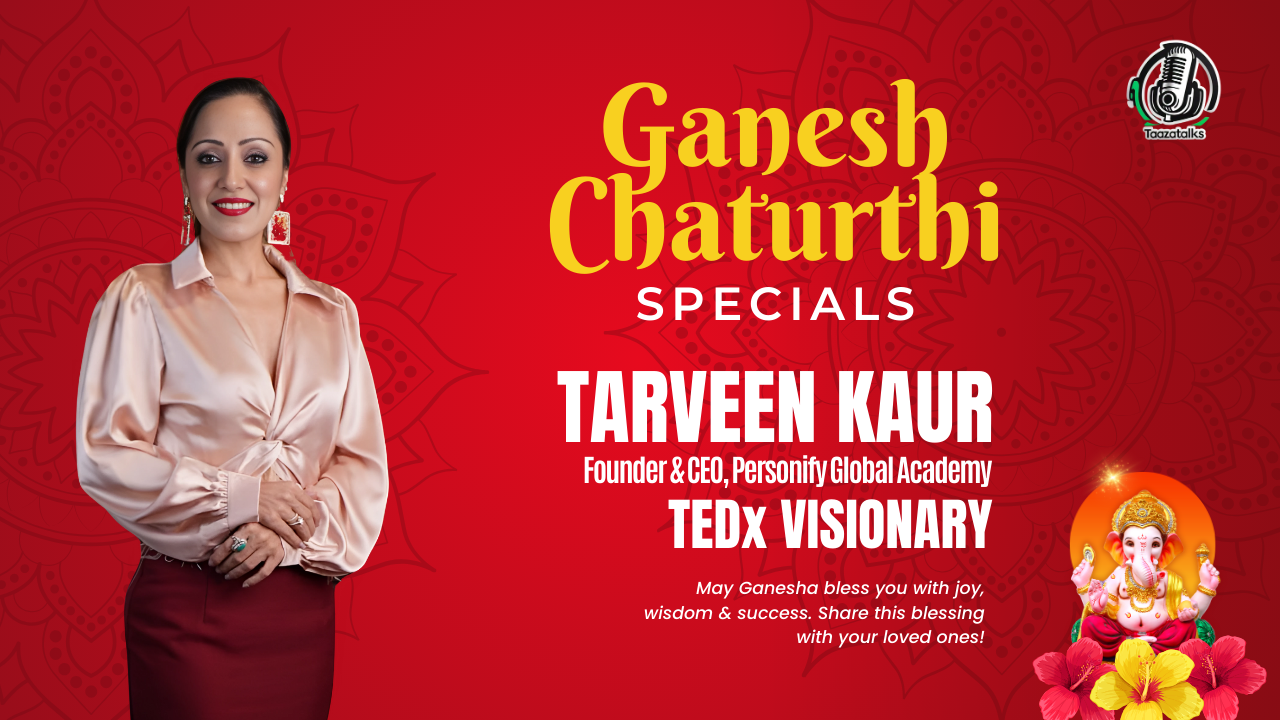 Taazatalks
Ganesh
Chaturthi
SPECIALS
TARVEEN KAUR
Founder & CEO, Personify Global Academy
TEDx VISIONARY
May Ganesha bless you with joy,
wisdom & success. Share this blessing
with your loved ones!